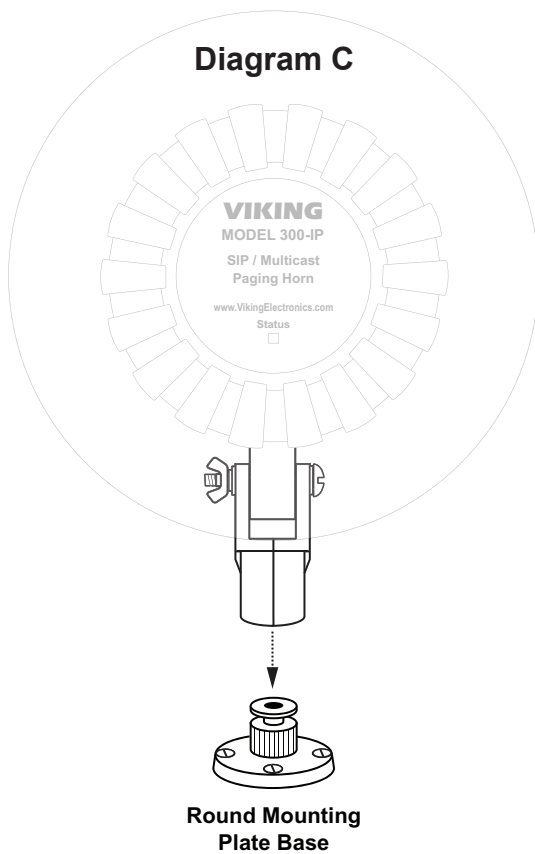 Diagram C
VIKING
MODEL 300-IP
SIP / Multicast
Paging Horn
www.VikingElectronics.com
Status
Round Mounting
Plate Base